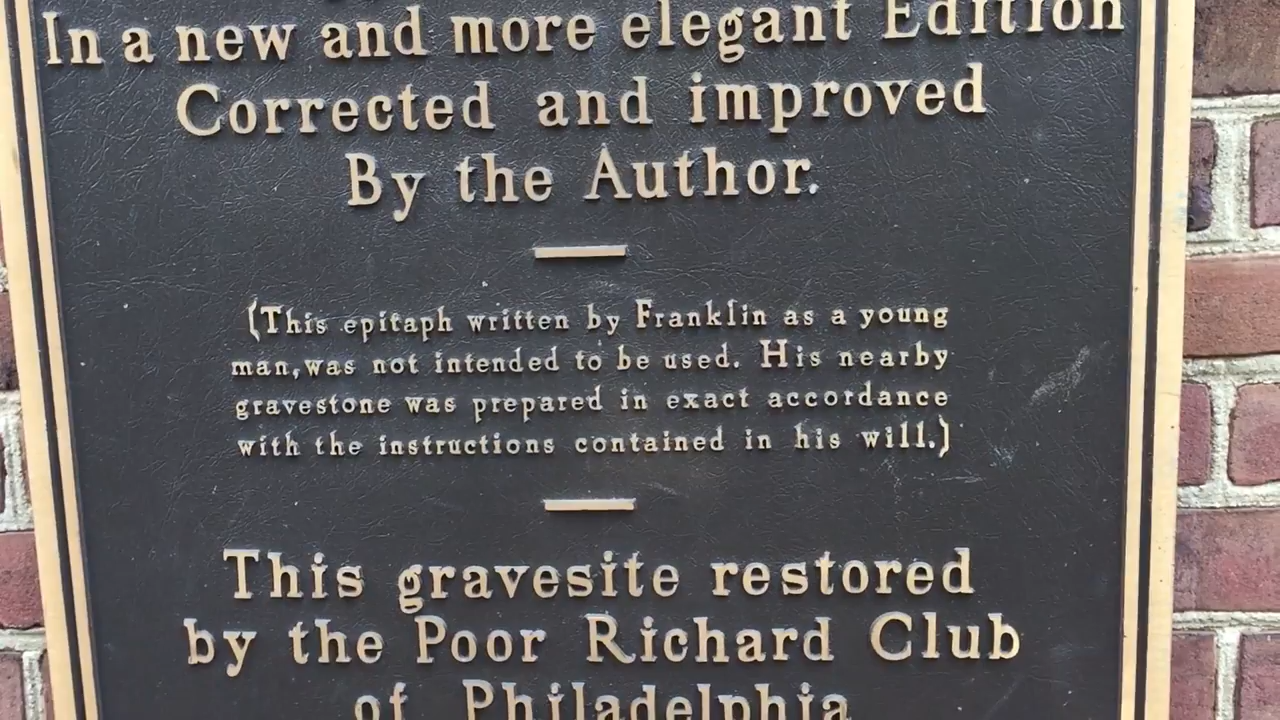 In a new and more elegant Edition
Corrected and improved
By the Author.
(This epitaph written by Franklin as a young
man, was not intended to be used. His nearby
gravestone was prepared in exact accordance
with the instructions contained in his will.)
This gravesite restored
by the Poor Richard Club
of Philadelphia